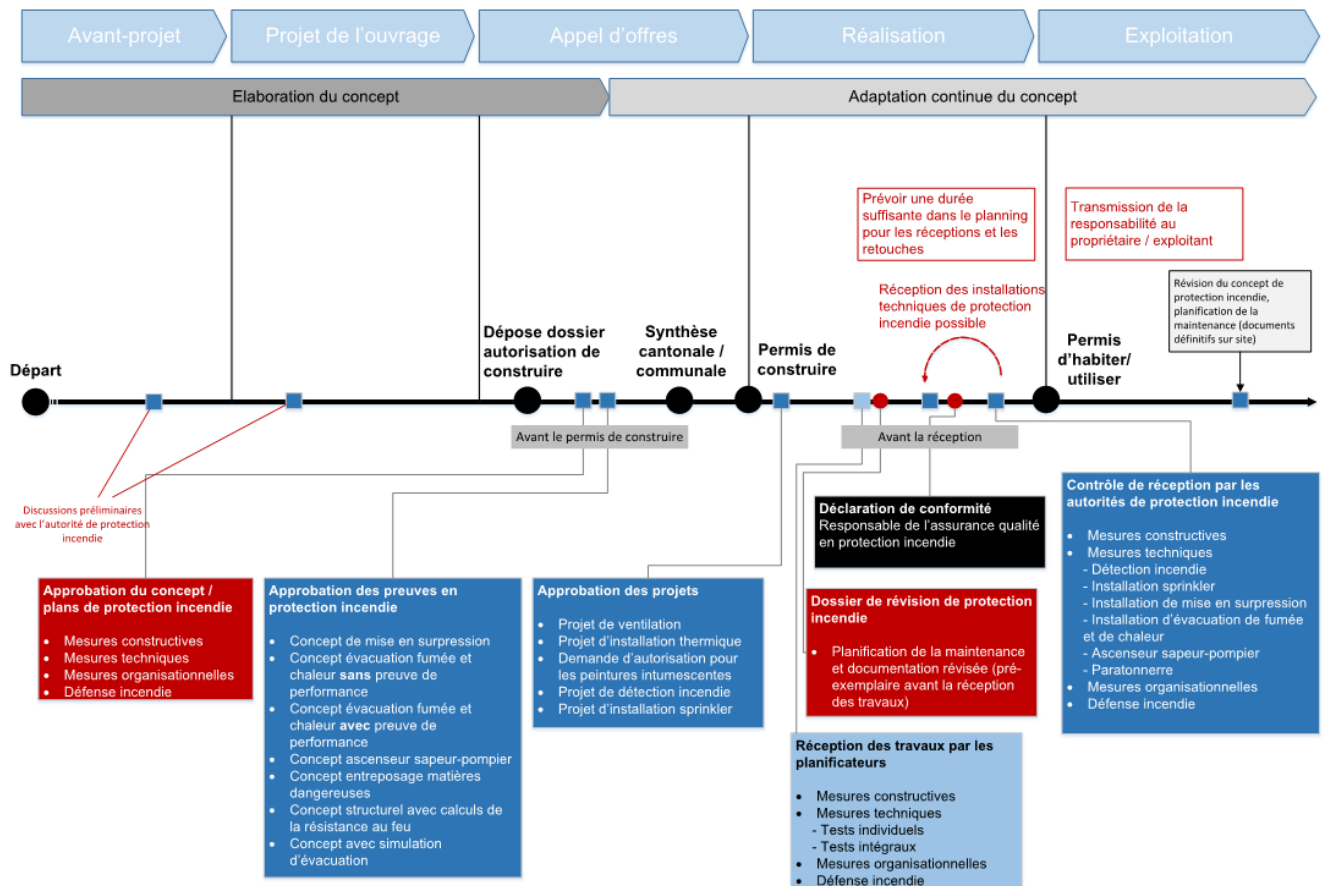 Avant-projet
Projet de l'ouvrage
Appel d'offres
Réalisation
Exploitation
Elaboration du concept
Adaptation continue du concept
Prévoir une durée
suffisante dans le planning
pour les réceptions et les
retouches
Transmission de la
responsabilité au
propriétaire / exploitant
Réception des installations
techniques de protection
incendie possible
Révision du concept de
protection incendie,
planification de la
maintenance (documents
définitifs sur site)
Départ
Dépose dossier
autorisation de
construire
Synthèse
cantonale /
communale
Permis de
construire
Permis
d'habiter/
utiliser
Avant le permis de construire
Avant la réception
Discussions préliminaires
avec l'autorité de protection
incendie
Approbation du concept /
plans de protection incendie
• Mesures constructives
• Mesures techniques
• Mesures organisationnelles
• Défense incendie
Approbation des preuves en
protection incendie
• Concept de mise en surpression
• Concept évacuation fumée et
chaleur sans preuve de
performance
• Concept évacuation fumée et
chaleur avec preuve de
performance
• Concept ascenseur sapeur-pompier
• Concept entreposage matières
dangereuses
• Concept structurel avec calculs de
la résistance au feu
• Concept avec simulation
d'évacuation
Approbation des projets
• Projet de ventilation
• Projet d'installation thermique
• Demande d'autorisation pour
les peintures intumescentes
• Projet de détection incendie
• Projet d'installation sprinkler
Déclaration de conformité
Responsable de l'assurance qualité
en protection incendie
Dossier de révision de protection
incendie
• Planification de la maintenance
et documentation révisée (pré-
exemplaire avant la réception
des travaux)
Réception des travaux par les
planificateurs
• Mesures constructives
• Mesures techniques
- Tests individuels
- Tests intégraux
• Mesures organisationnelles
• Défense incendie
Contrôle de réception par les
autorités de protection incendie
• Mesures constructives
• Mesures techniques
- Détection incendie
- Installation sprinkler
- Installation de mise en surpression
- Installation d'évacuation de fumée
et de chaleur
- Ascenseur sapeur-pompier
- Paratonnerre
• Mesures organisationnelles
• Défense incendie